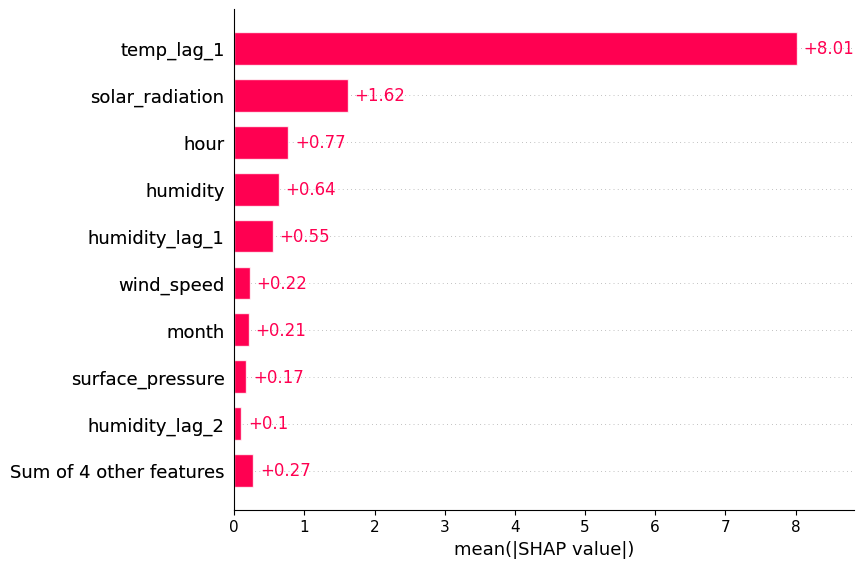 temp_lag_1 +8.01
solar_radiation +1.62
hour +0.77
humidity +0.64
humidity_lag_1 +0.55
wind_speed +0.22
month +0.21
surface_pressure +0.17
humidity_lag_2 +0.1
Sum of 4 other features +0.27
0 1 2 3 4 5 6 7 8
mean(|SHAP value|)